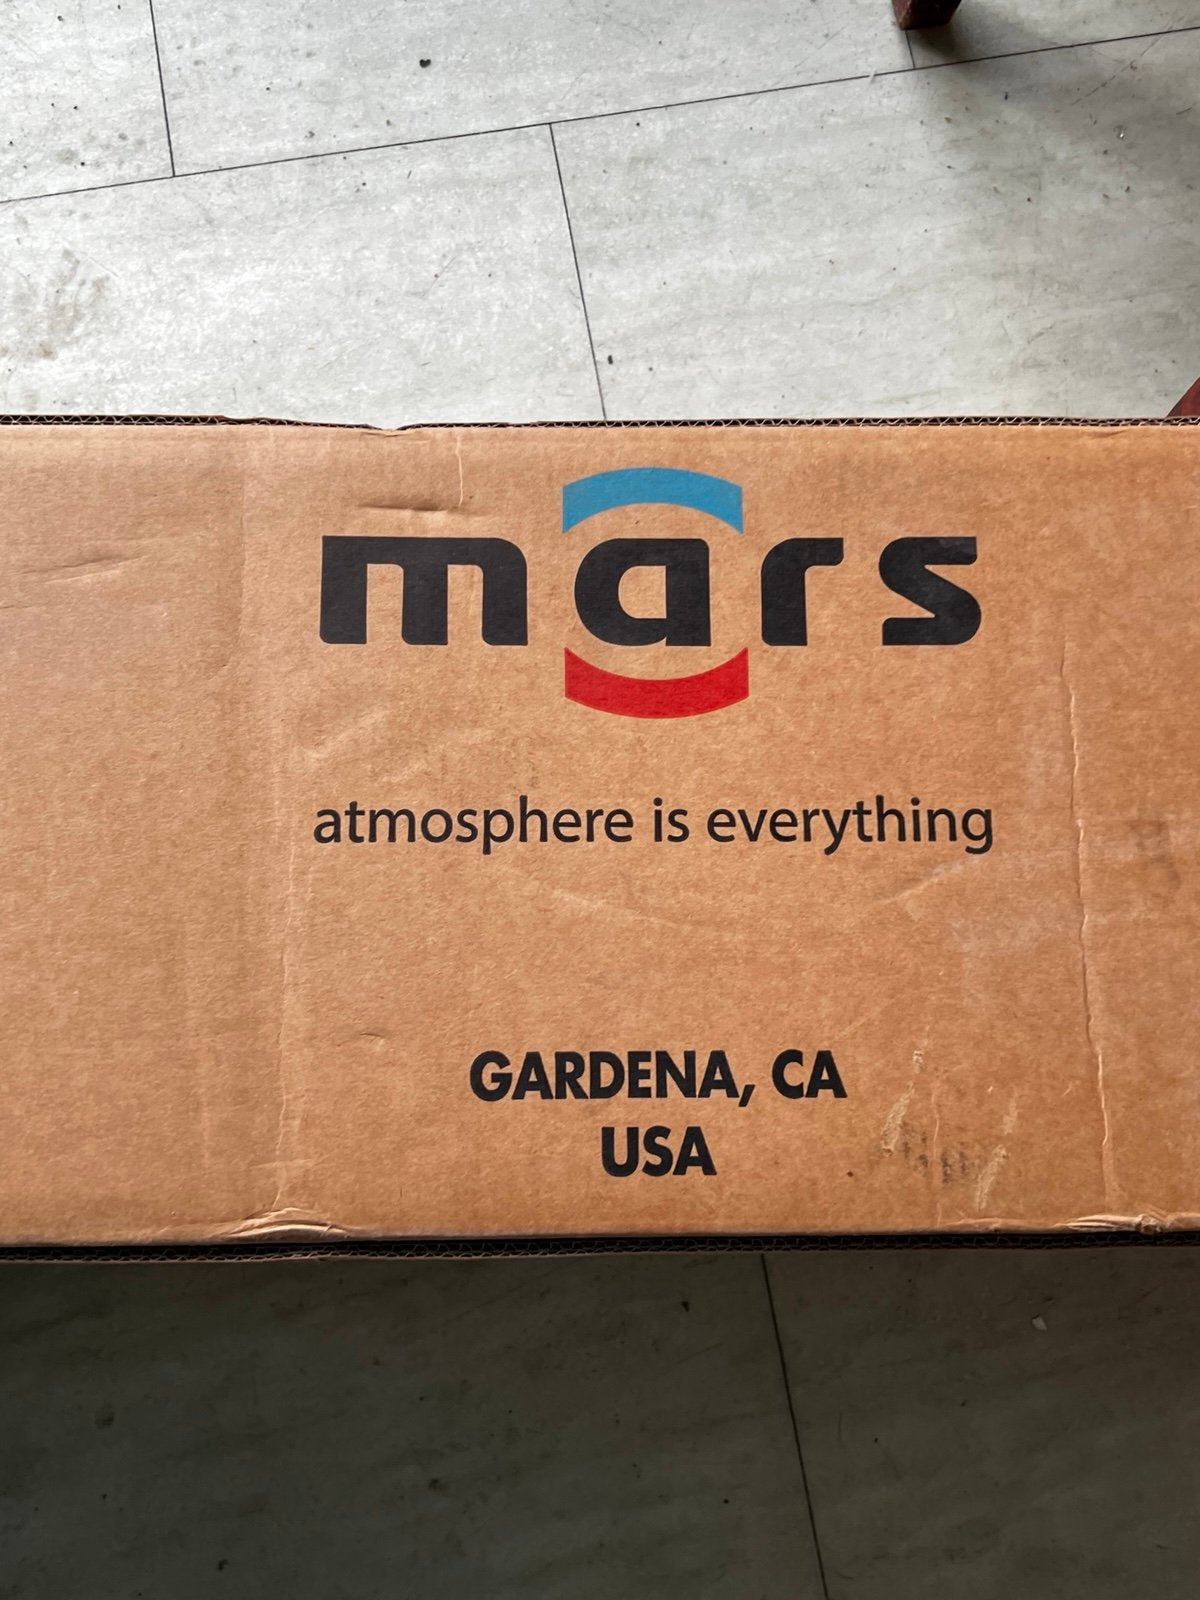 mars
atmosphere is everything
GARDENA, CA
USA